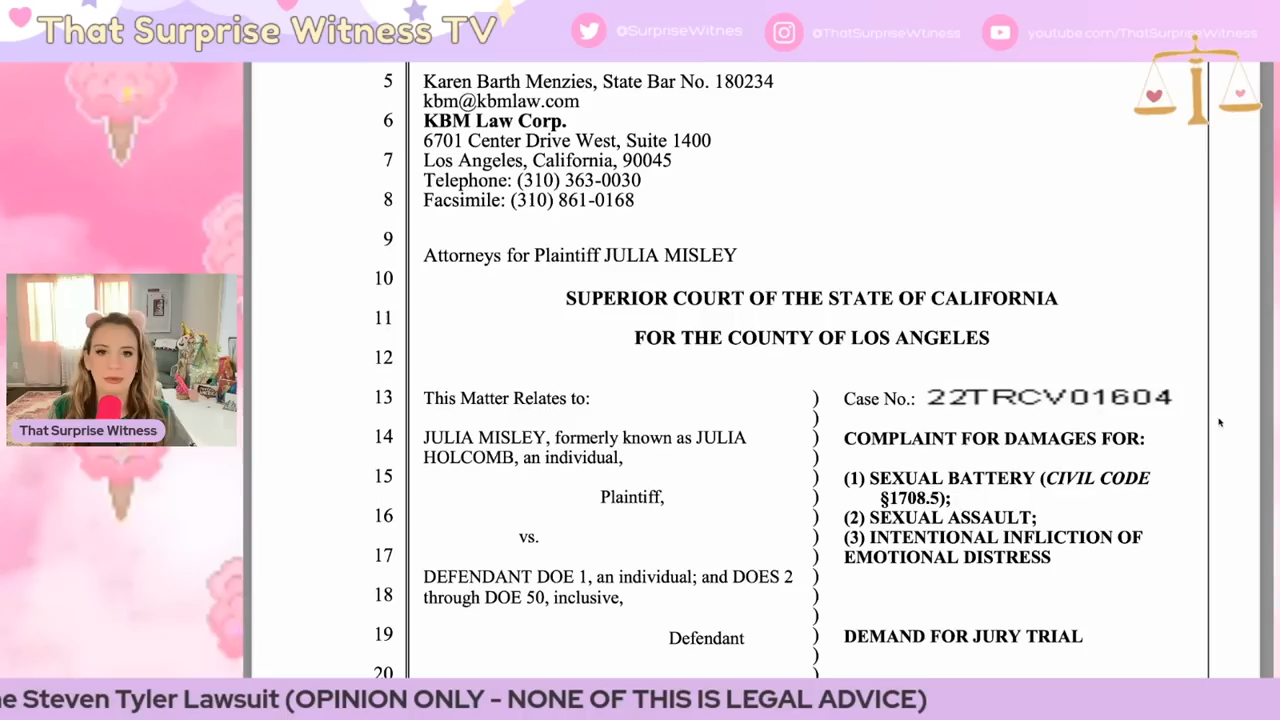 That Surprise Witness TV
@SurpriseWitnes
@ThatSurpriseWtiness
youtube.com/ThatSurpriseWitness
5 Karen Barth Menzies, State Bar No. 180234
kbm@kbmlaw.com
6 KBM Law Corp.
6701 Center Drive West, Suite 1400
7 Los Angeles, California, 90045
Telephone: (310) 363-0030
8 Facsimile: (310) 861-0168
9
Attorneys for Plaintiff JULIA MISLEY
10
SUPERIOR COURT OF THE STATE OF CALIFORNIA
11
FOR THE COUNTY OF LOS ANGELES
12
13 This Matter Relates to: ) Case No.: 22TRCV01604
)
14 JULIA MISLEY, formerly known as JULIA ) COMPLAINT FOR DAMAGES FOR:
HOLCOMB, an individual, )
15 ) (1) SEXUAL BATTERY (CIVIL CODE
Plaintiff, ) §1708.5);
16 ) (2) SEXUAL ASSAULT;
vs. ) (3) INTENTIONAL INFLICTION OF
17 ) EMOTIONAL DISTRESS
DEFENDANT DOE 1, an individual; and DOES 2 )
18 through DOE 50, inclusive, )
)
19 Defendant ) DEMAND FOR JURY TRIAL
)
20
That Surprise Witness
e Steven Tyler Lawsuit (OPINION ONLY - NONE OF THIS IS LEGAL ADVICE)